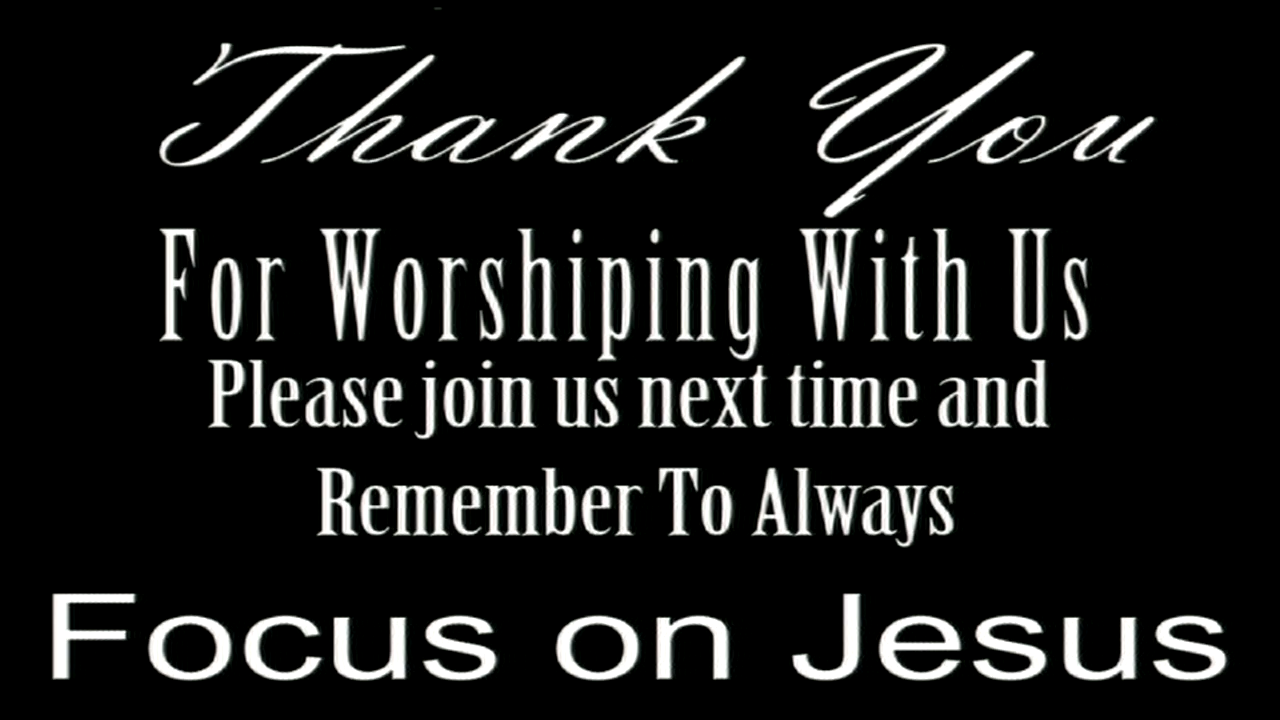 Thank You
For Worshiping With Us
Please join us next time and
Remember To Always
Focus on Jesus